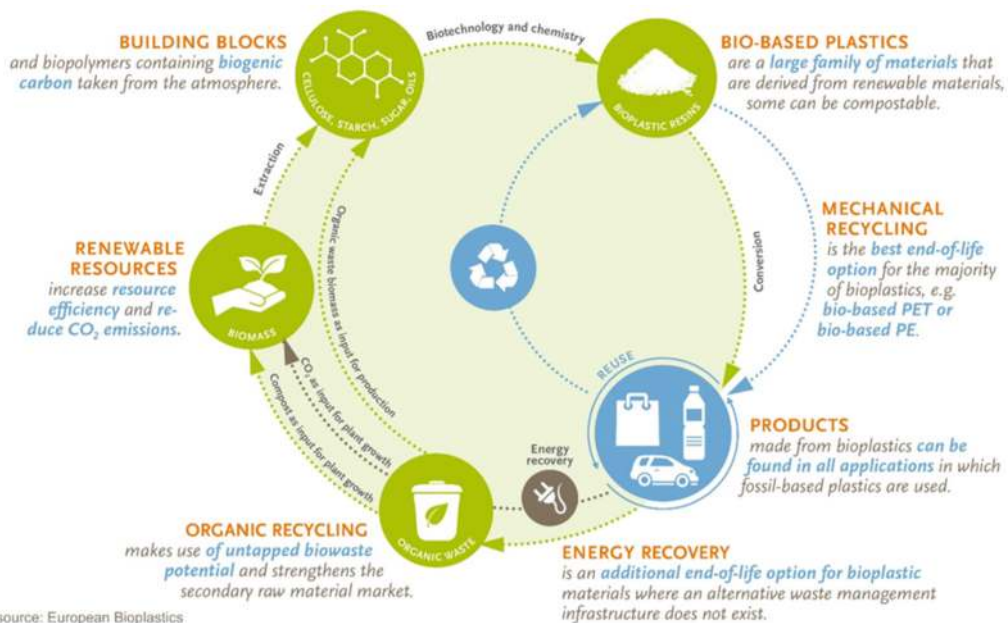 BUILDING BLOCKS
and biopolymers containing biogenic
carbon taken from the atmosphere.
CELLULOSE, STARCH, SUGAR, OILS
Biotechnology and chemistry
BIOPLASTIC RESINS
BIO-BASED PLASTICS
are a large family of materials that
are derived from renewable materials,
some can be compostable.
Extraction
Organic waste biomass as input for production
Conversion
MECHANICAL
RECYCLING
is the best end-of-life
option for the majority
of bioplastics, e.g.
bio-based PET or
bio-based PE.
RENEWABLE
RESOURCES
increase resource
efficiency and re-
duce CO₂ emissions.
BIOMASS
CO₂ as input for plant growth
Compost as input for plant growth
REUSE
PRODUCTS
made from bioplastics can be
found in all applications in which
fossil-based plastics are used.
Energy
recovery
ORGANIC WASTE
ORGANIC RECYCLING
makes use of untapped biowaste
potential and strengthens the
secondary raw material market.
ENERGY RECOVERY
is an additional end-of-life option for bioplastic
materials where an alternative waste management
infrastructure does not exist.
source: European Bioplastics